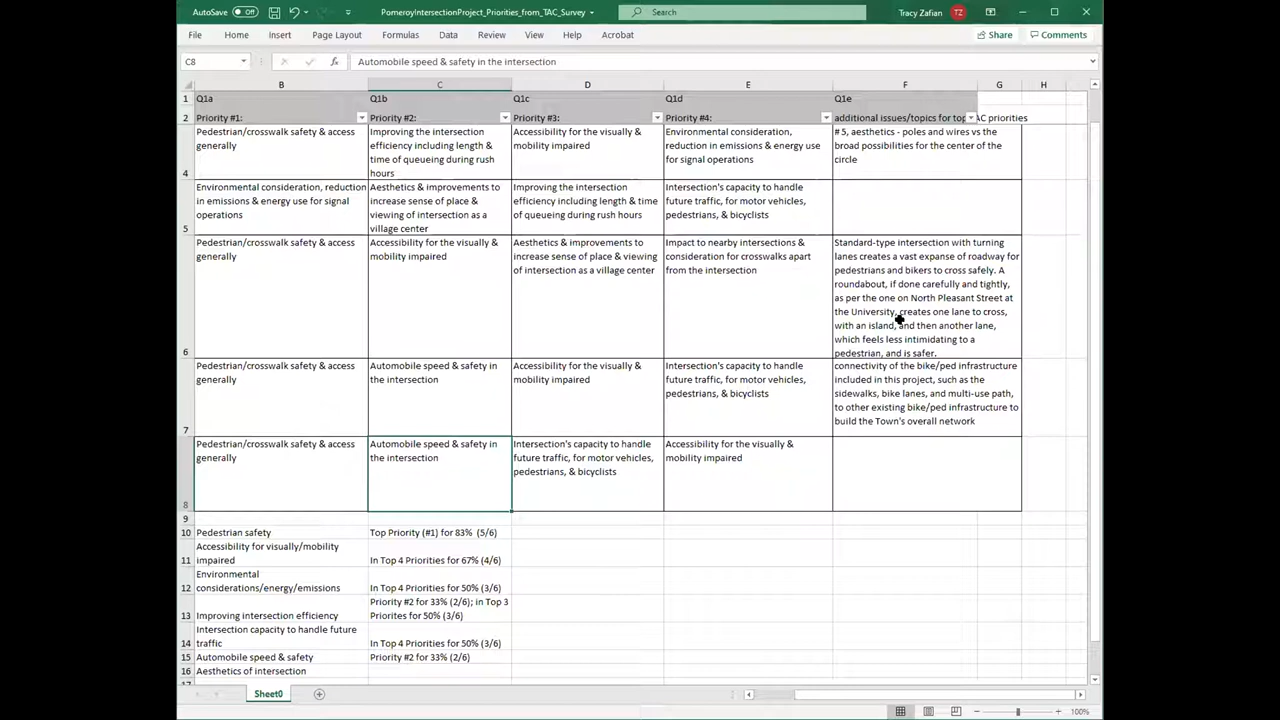 AutoSave Off PomeroyIntersectionProject_Priorities_from_TAC_Survey Search Tracy Zafian TZ
File Home Insert Page Layout Formulas Data Review View Help Acrobat Share Comments
C8 fx Automobile speed & safety in the intersection
B C D E F G H
1 Q1a Q1b Q1c Q1d Q1e
2 Priority #1: Priority #2: Priority #3: Priority #4: additional issues/topics for top AC priorities
4
Pedestrian/crosswalk safety & access
generally
Improving the intersection
efficiency including length &
time of queueing during rush
hours
Accessibility for the visually &
mobility impaired
Environmental consideration,
reduction in emissions & energy use
for signal operations
# 5, aesthetics - poles and wires vs the
broad possibilities for the center of the
circle
5
Environmental consideration, reduction
in emissions & energy use for signal
operations
Aesthetics & improvements to
increase sense of place &
viewing of intersection as a
village center
Improving the intersection
efficiency including length & time
of queueing during rush hours
Intersection's capacity to handle
future traffic, for motor vehicles,
pedestrians, & bicyclists
6
Pedestrian/crosswalk safety & access
generally
Accessibility for the visually &
mobility impaired
Aesthetics & improvements to
increase sense of place & viewing
of intersection as a village center
Impact to nearby intersections &
consideration for crosswalks apart
from the intersection
Standard-type intersection with turning
lanes creates a vast expanse of roadway for
pedestrians and bikers to cross safely. A
roundabout, if done carefully and tightly,
as per the one on North Pleasant Street at
the University, creates one lane to cross,
with an island, and then another lane,
which feels less intimidating to a
pedestrian, and is safer.
7
Pedestrian/crosswalk safety & access
generally
Automobile speed & safety in
the intersection
Accessibility for the visually &
mobility impaired
Intersection's capacity to handle
future traffic, for motor vehicles,
pedestrians, & bicyclists
connectivity of the bike/ped infrastructure
included in this project, such as the
sidewalks, bike lanes, and multi-use path,
to other existing bike/ped infrastructure to
build the Town's overall network
8
Pedestrian/crosswalk safety & access
generally
Automobile speed & safety in
the intersection
Intersection's capacity to handle
future traffic, for motor vehicles,
pedestrians, & bicyclists
Accessibility for the visually &
mobility impaired
9
10 Pedestrian safety Top Priority (#1) for 83% (5/6)
Accessibility for visually/mobility
11 impaired In Top 4 Priorities for 67% (4/6)
Environmental
12 considerations/energy/emissions In Top 4 Priorities for 50% (3/6)
Priority #2 for 33% (2/6); in Top 3
13 Improving intersection efficiency Priorites for 50% (3/6)
Intersection capacity to handle future
14 traffic In Top 4 Priorities for 50% (3/6)
15 Automobile speed & safety Priority #2 for 33% (2/6)
16 Aesthetics of intersection
17
Sheet0
100%